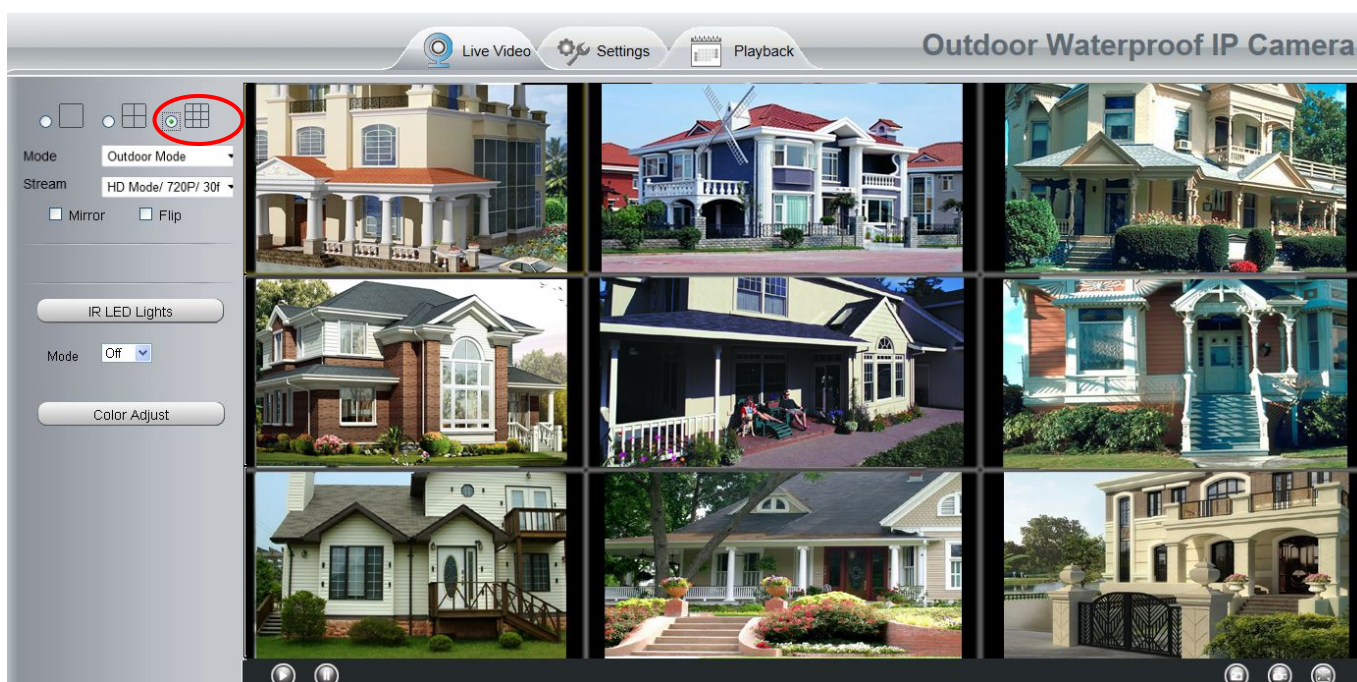 Live Video
Settings
Playback
Outdoor Waterproof IP Camera
Mode
Outdoor Mode
Stream
HD Mode/ 720P/ 30f
Mirror
Flip
IR LED Lights
Mode
Off
Color Adjust